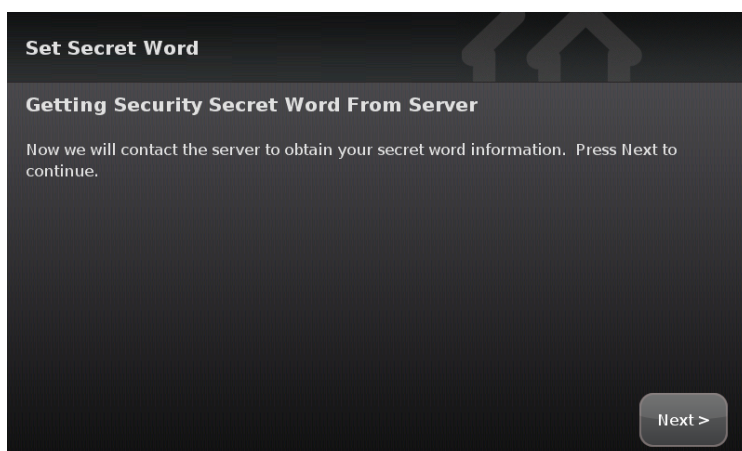 Set Secret Word
Getting Security Secret Word From Server
Now we will contact the server to obtain your secret word information.  Press Next to
continue.
Next >